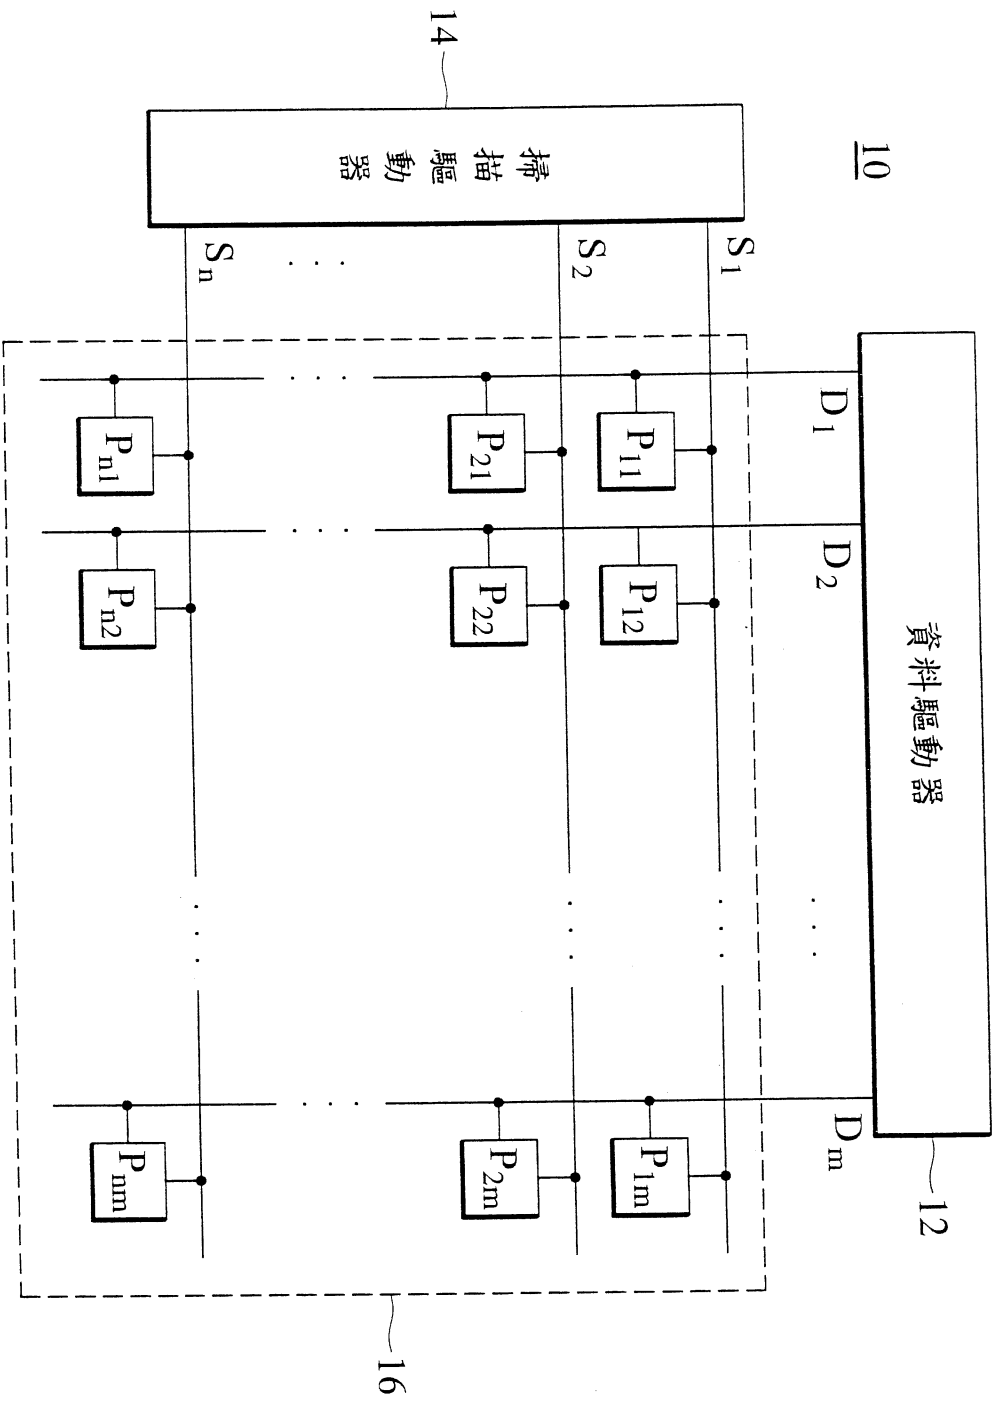 10
資料驅動器
12
D1
D2
. . .
Dm
14
掃描驅動器
S1
P11
P12
. . .
P1m
S2
P21
P22
. . .
P2m
. . .
. . .
. . .
. . .
Sn
Pn1
Pn2
. . .
Pnm
16